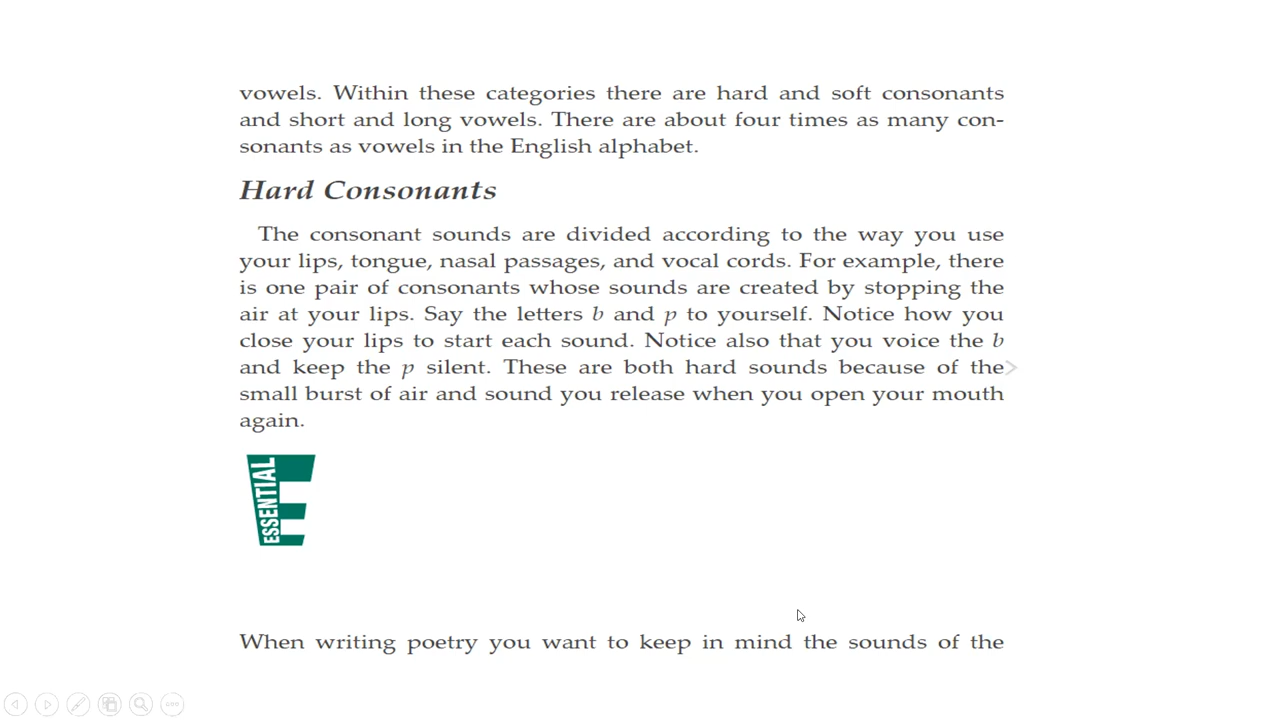 vowels. Within these categories there are hard and soft consonants
and short and long vowels. There are about four times as many con-
sonants as vowels in the English alphabet.
Hard Consonants
The consonant sounds are divided according to the way you use
your lips, tongue, nasal passages, and vocal cords. For example, there
is one pair of consonants whose sounds are created by stopping the
air at your lips. Say the letters b and p to yourself. Notice how you
close your lips to start each sound. Notice also that you voice the b
and keep the p silent. These are both hard sounds because of the
small burst of air and sound you release when you open your mouth
again.
ESSENTIAL
E
When writing poetry you want to keep in mind the sounds of the